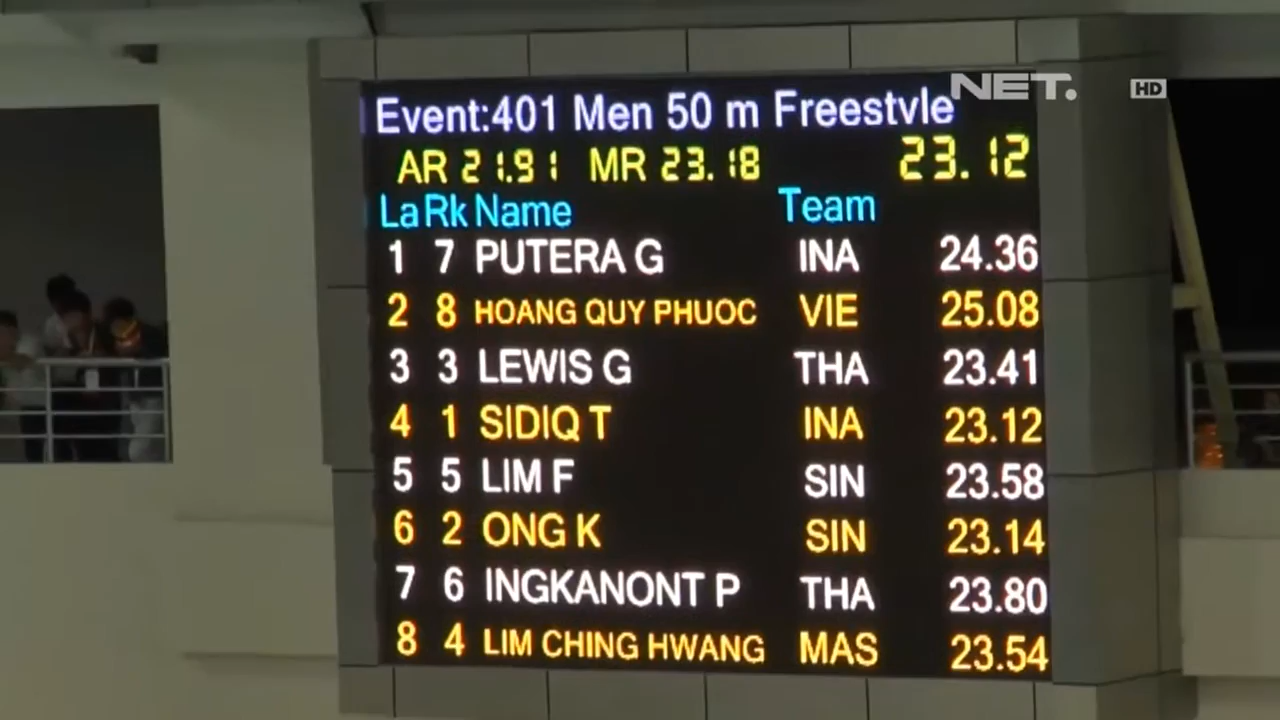 NET. HD
Event:401 Men 50 m Freestyle
AR 21.91 MR 23.18 23.12
La Rk Name Team
1 7 PUTERA G INA 24.36
2 8 HOANG QUY PHUOC VIE 25.08
3 3 LEWIS G THA 23.41
4 1 SIDIQ T INA 23.12
5 5 LIM F SIN 23.58
6 2 ONG K SIN 23.14
7 6 INGKANONT P THA 23.80
8 4 LIM CHING HWANG MAS 23.54